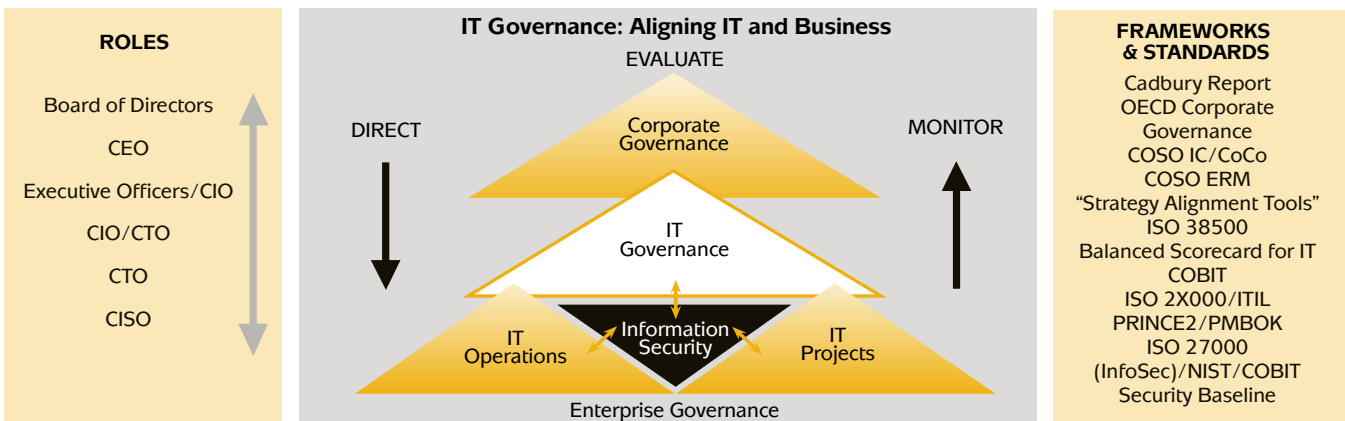 ROLES
Board of Directors
CEO
Executive Officers/CIO
CIO/CTO
CTO
CISO
IT Governance: Aligning IT and Business
EVALUATE
DIRECT
MONITOR
Corporate
Governance
IT
Governance
IT
Operations
Information
Security
IT
Projects
Enterprise Governance
FRAMEWORKS
& STANDARDS
Cadbury Report
OECD Corporate
Governance
COSO IC/CoCo
COSO ERM
“Strategy Alignment Tools”
ISO 38500
Balanced Scorecard for IT
COBIT
ISO 2X000/ITIL
PRINCE2/PMBOK
ISO 27000
(InfoSec)/NIST/COBIT
Security Baseline